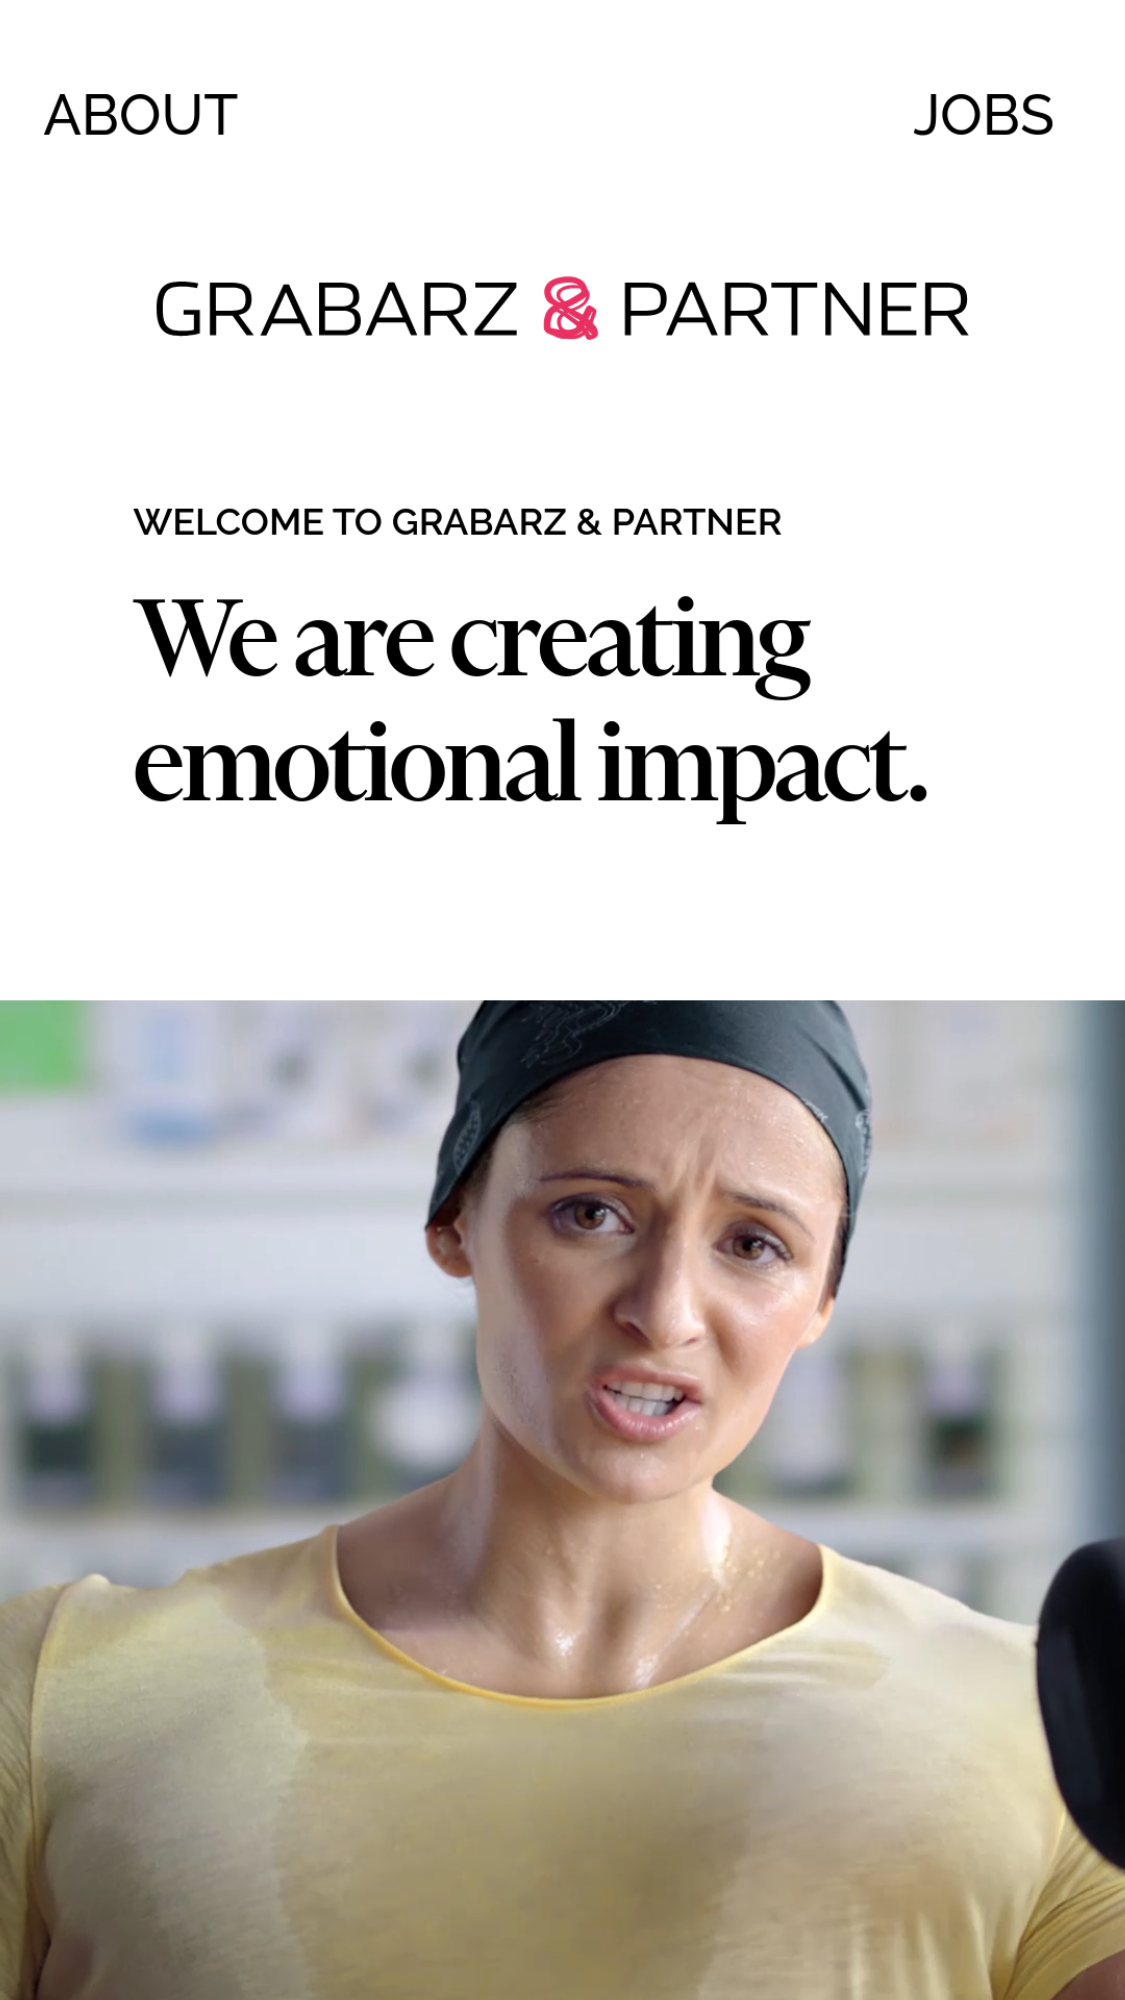 ABOUT
JOBS
GRABARZ & PARTNER
WELCOME TO GRABARZ & PARTNER
We are creating
emotional impact.